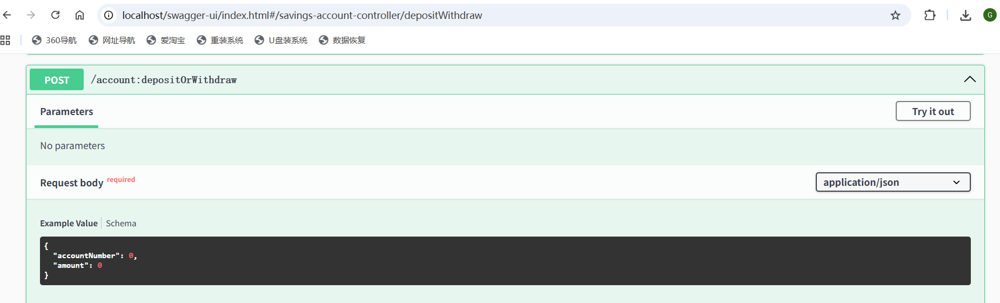 localhost/swagger-ui/index.html#/savings-account-controller/depositWithdraw
G
360导航 网址导航 爱淘宝 重装系统 U盘装系统 数据恢复
POST /account:depositOrWithdraw
Parameters Try it out
No parameters
Request body required application/json
Example Value Schema
{
"accountNumber": 0,
"amount": 0
}